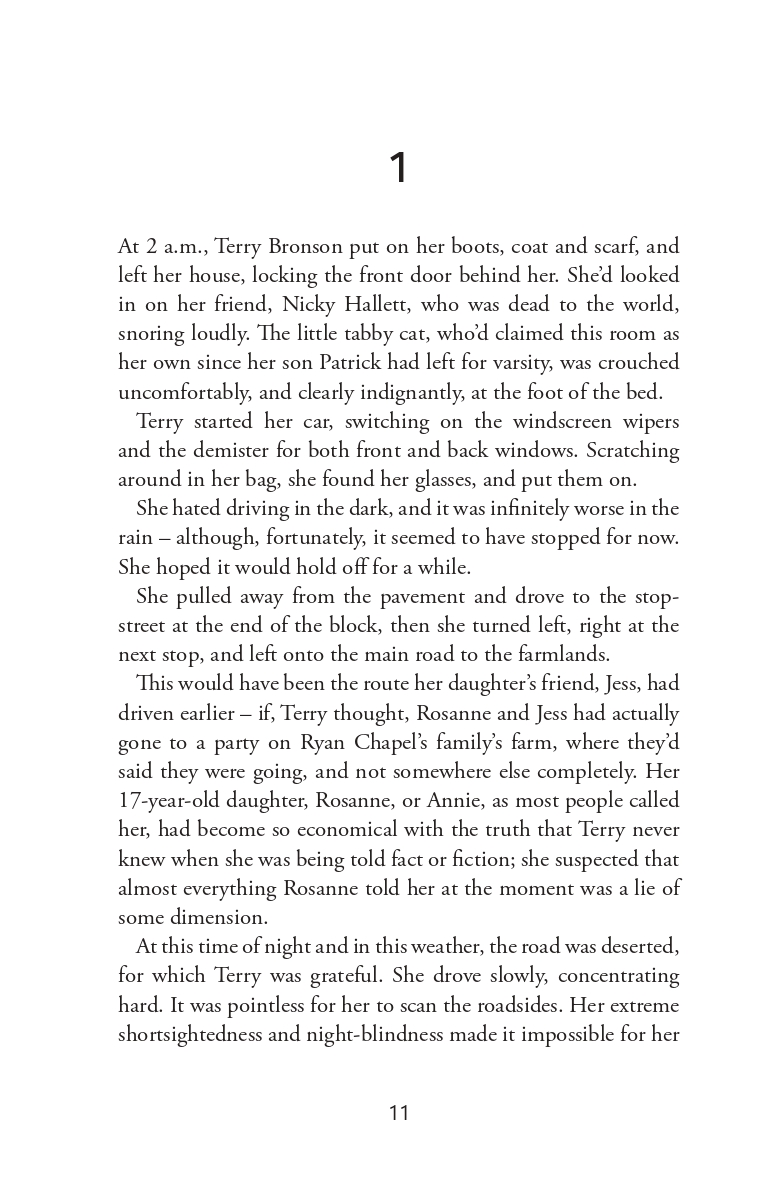 1
At 2 a.m., Terry Bronson put on her boots, coat and scarf, and
left her house, locking the front door behind her. She’d looked
in on her friend, Nicky Hallett, who was dead to the world,
snoring loudly. The little tabby cat, who’d claimed this room as
her own since her son Patrick had left for varsity, was crouched
uncomfortably, and clearly indignantly, at the foot of the bed.
Terry started her car, switching on the windscreen wipers
and the demister for both front and back windows. Scratching
around in her bag, she found her glasses, and put them on.
She hated driving in the dark, and it was infinitely worse in the
rain – although, fortunately, it seemed to have stopped for now.
She hoped it would hold off for a while.
She pulled away from the pavement and drove to the stop-
street at the end of the block, then she turned left, right at the
next stop, and left onto the main road to the farmlands.
This would have been the route her daughter’s friend, Jess, had
driven earlier – if, Terry thought, Rosanne and Jess had actually
gone to a party on Ryan Chapel’s family’s farm, where they’d
said they were going, and not somewhere else completely. Her
17-year-old daughter, Rosanne, or Annie, as most people called
her, had become so economical with the truth that Terry never
knew when she was being told fact or fiction; she suspected that
almost everything Rosanne told her at the moment was a lie of
some dimension.
At this time of night and in this weather, the road was deserted,
for which Terry was grateful. She drove slowly, concentrating
hard. It was pointless for her to scan the roadsides. Her extreme
shortsightedness and night-blindness made it impossible for her
11